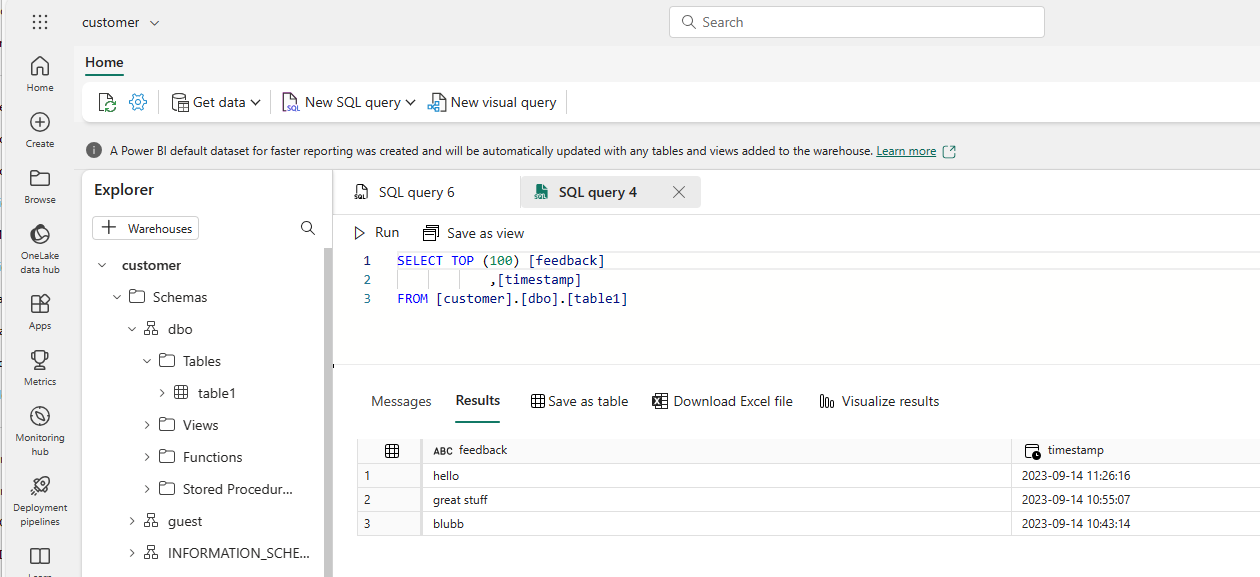 customer
Search
Home
Get data
New SQL query
New visual query
A Power BI default dataset for faster reporting was created and will be automatically updated with any tables and views added to the warehouse. Learn more
Home
Create
Browse
OneLake
data hub
Apps
Metrics
Monitoring
hub
Deployment
pipelines
Explorer
+ Warehouses
customer
Schemas
dbo
Tables
table1
Views
Functions
Stored Procedur...
guest
INFORMATION_SCHE...
SQL query 6
SQL query 4
Run
Save as view
1 SELECT TOP (100) [feedback]
2 ,[timestamp]
3 FROM [customer].[dbo].[table1]
Messages
Results
Save as table
Download Excel file
Visualize results
ABC feedback timestamp
1 hello 2023-09-14 11:26:16
2 great stuff 2023-09-14 10:55:07
3 blubb 2023-09-14 10:43:14